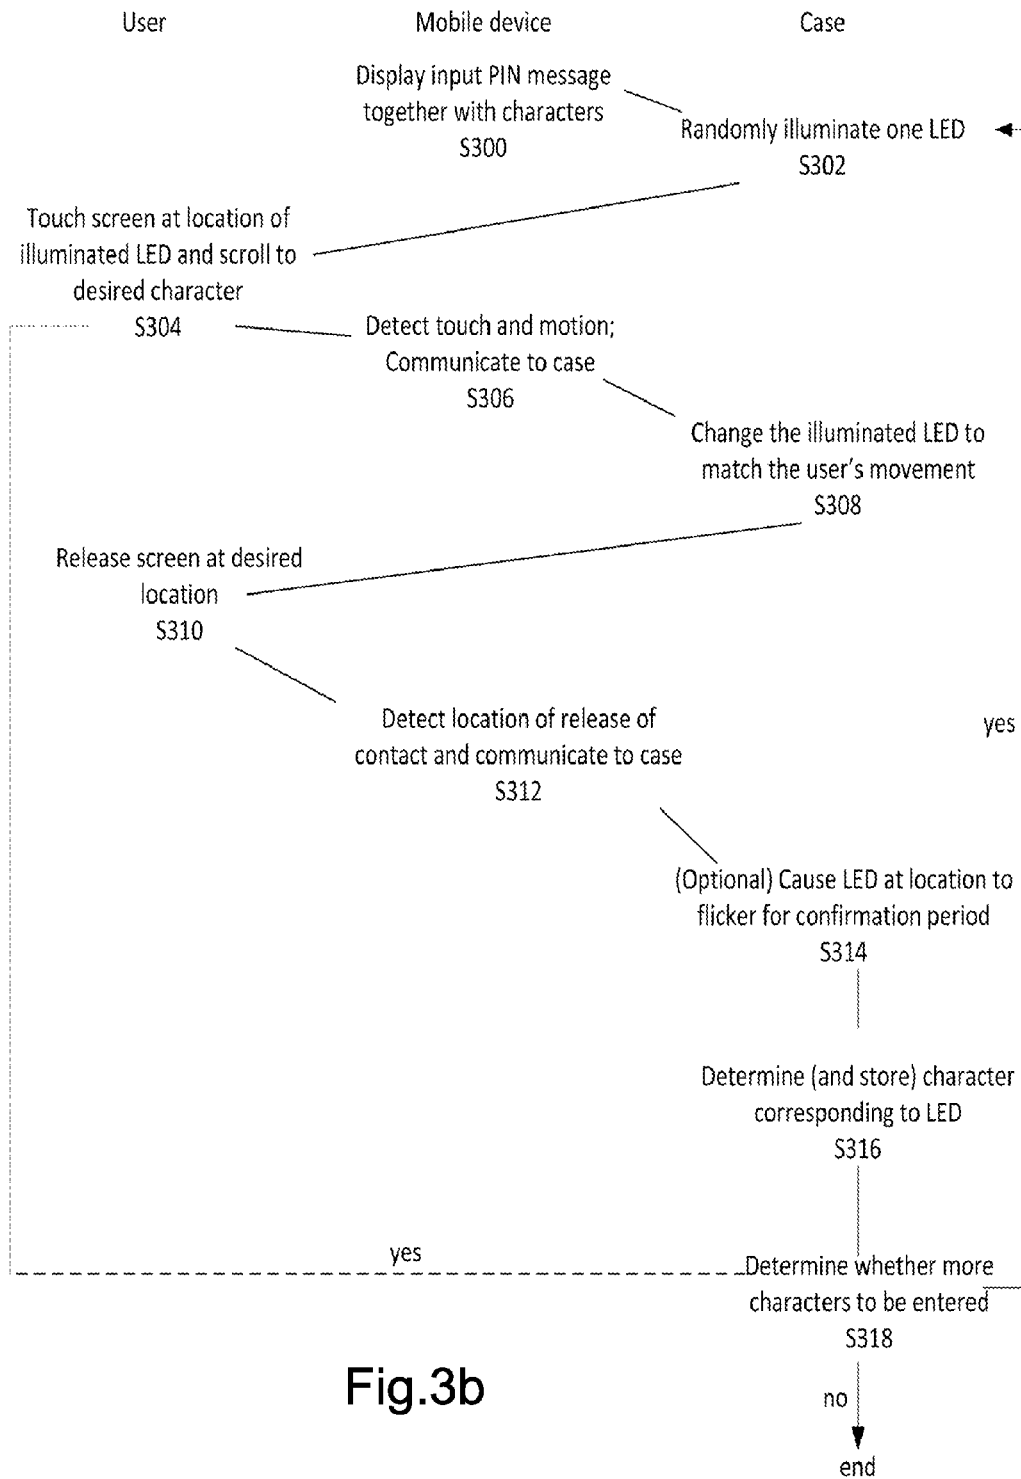 User
Mobile device
Case
Display input PIN message
together with characters
S300
Randomly illuminate one LED
S302
Touch screen at location of
illuminated LED and scroll to
desired character
S304
Detect touch and motion;
Communicate to case
S306
Change the illuminated LED to
match the user's movement
S308
Release screen at desired
location
S310
Detect location of release of
contact and communicate to case
S312
yes
(Optional) Cause LED at location to
flicker for confirmation period
S314
Determine (and store) character
corresponding to LED
S316
yes
Determine whether more
characters to be entered
S318
no
end
Fig.3b